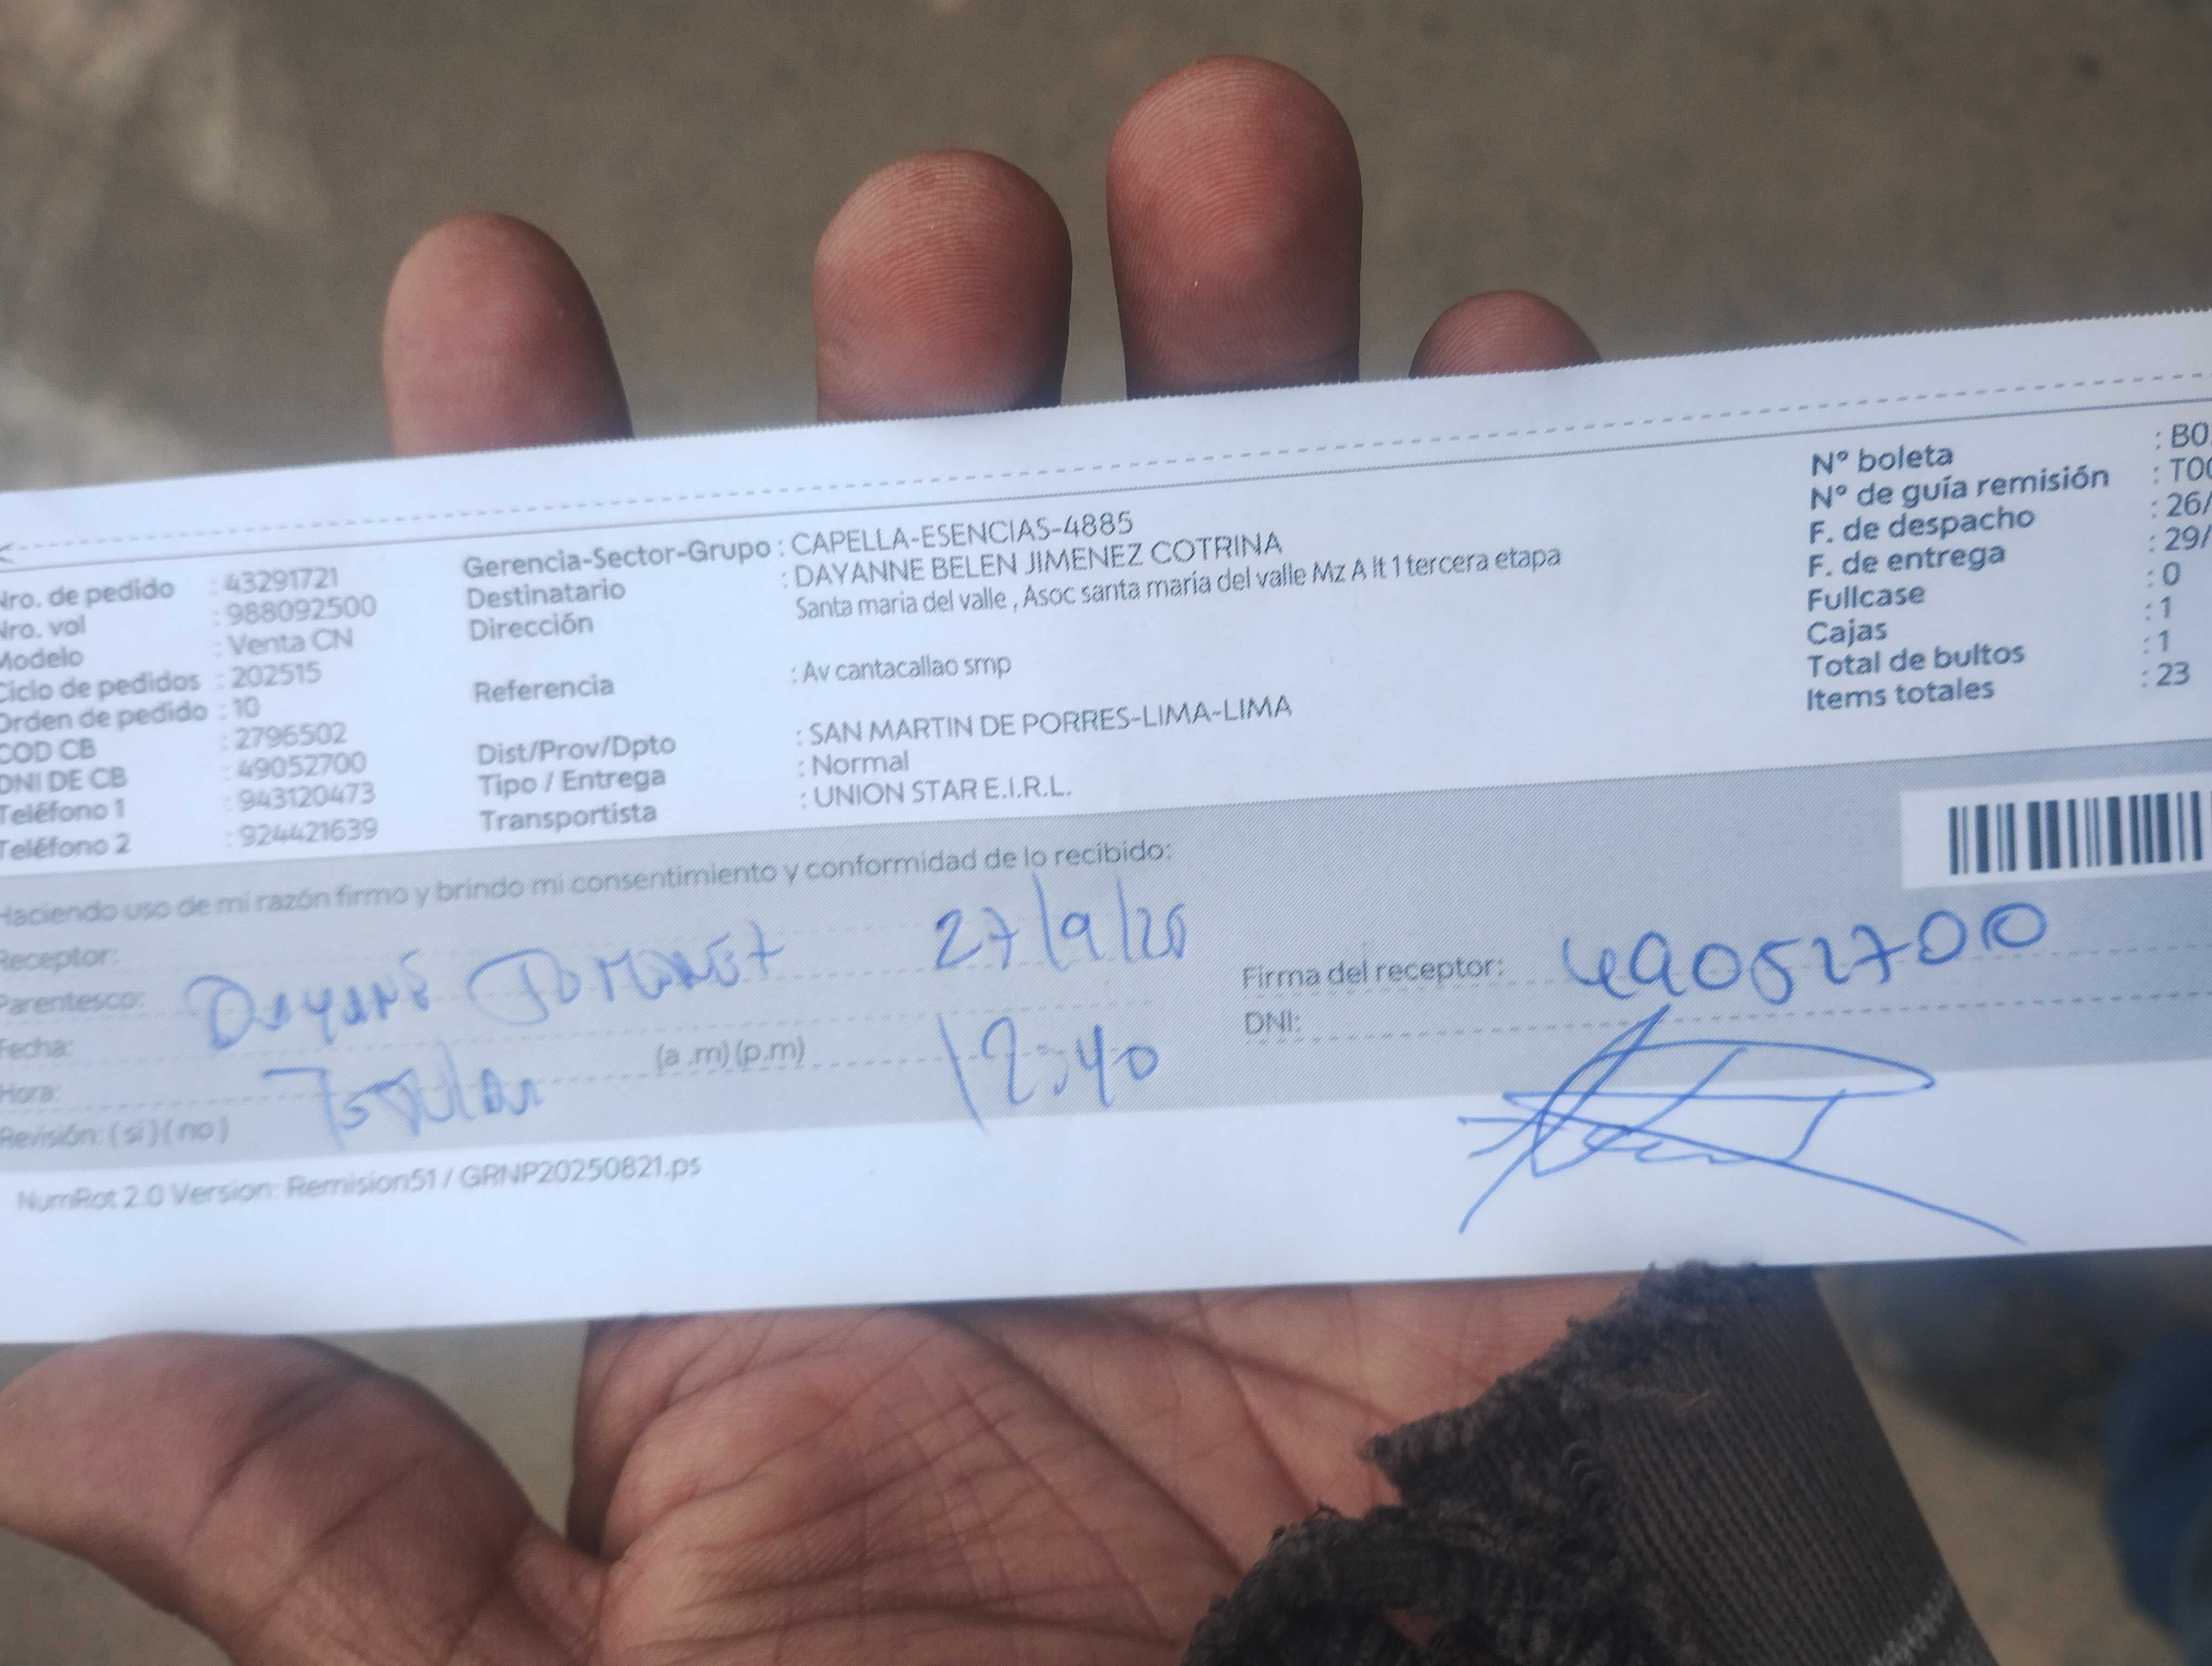 Nro. de pedido : 43291721
Nro. vol : 988092500
Modelo : Venta CN
Ciclo de pedidos : 202515
Orden de pedido : 10
COD CB : 2796502
DNI DE CB : 49052700
Teléfono 1 : 943120473
Teléfono 2 : 924421639
Gerencia-Sector-Grupo : CAPELLA-ESENCIAS-4885
Destinatario : DAYANNE BELEN JIMENEZ COTRINA
Dirección Santa maria del valle , Asoc santa maría del valle Mz A lt 1 tercera etapa
Referencia : Av cantacallao smp
Dist/Prov/Dpto : SAN MARTIN DE PORRES-LIMA-LIMA
Tipo / Entrega : Normal
Transportista : UNION STAR E.I.R.L.
N° boleta : B0
N° de guía remisión : T00
F. de despacho : 26/
F. de entrega : 29/
Fullcase : 0
Cajas : 1
Total de bultos : 1
Items totales : 23
Haciendo uso de mi razón firmo y brindo mi consentimiento y conformidad de lo recibido:
Receptor:
Parentesco:
Fecha:
Hora: (a .m) (p.m)
Revisión: ( si ) ( no )
27/9/
12:40
Firma del receptor: 49052700
DNI:
NumRot 2.0 Version: Remision51 / GRNP20250821.ps